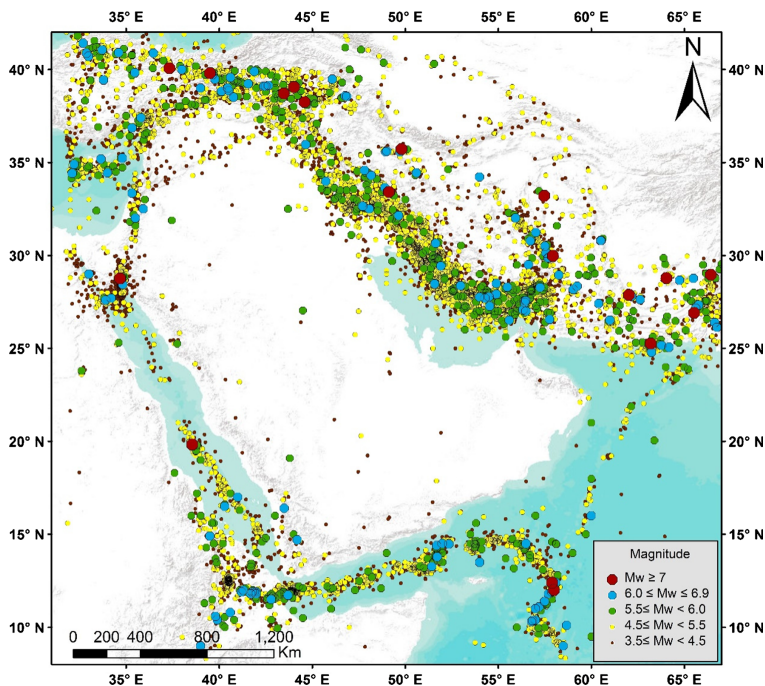 35° E 40° E 45° E 50° E 55° E 60° E 65° E
N
40° N 40° N
35° N 35° N
30° N 30° N
25° N 25° N
20° N 20° N
15° N 15° N
10° N 10° N
Magnitude
Mw ≥ 7
6.0 ≤ Mw ≤ 6.9
5.5≤ Mw < 6.0
4.5≤ Mw < 5.5
3.5≤ Mw < 4.5
0 200 400 800 1,200
Km
35° E 40° E 45° E 50° E 55° E 60° E 65° E